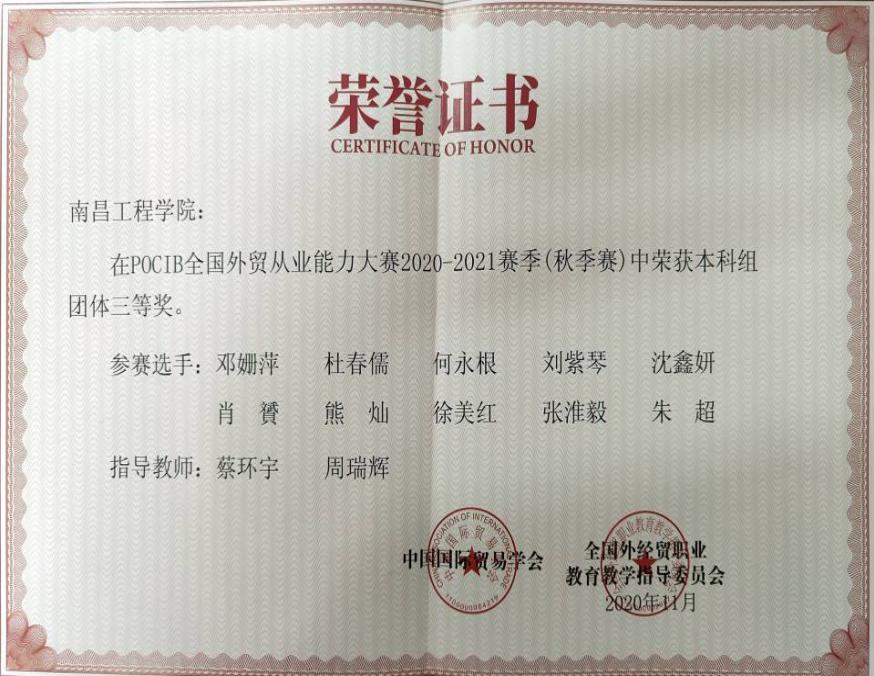 荣誉证书
CERTIFICATE OF HONOR
南昌工程学院：
在POCIB全国外贸从业能力大赛2020-2021赛季(秋季赛)中荣获本科组
团体三等奖。
参赛选手：邓姗萍 杜春儒 何永根 刘紫琴 沈鑫妍
肖赟 熊灿 徐美红 张淮毅 朱超
指导教师：蔡环宇 周瑞辉
中国国际贸易学会
全国外经贸职业
教育教学指导委员会
2020年11月